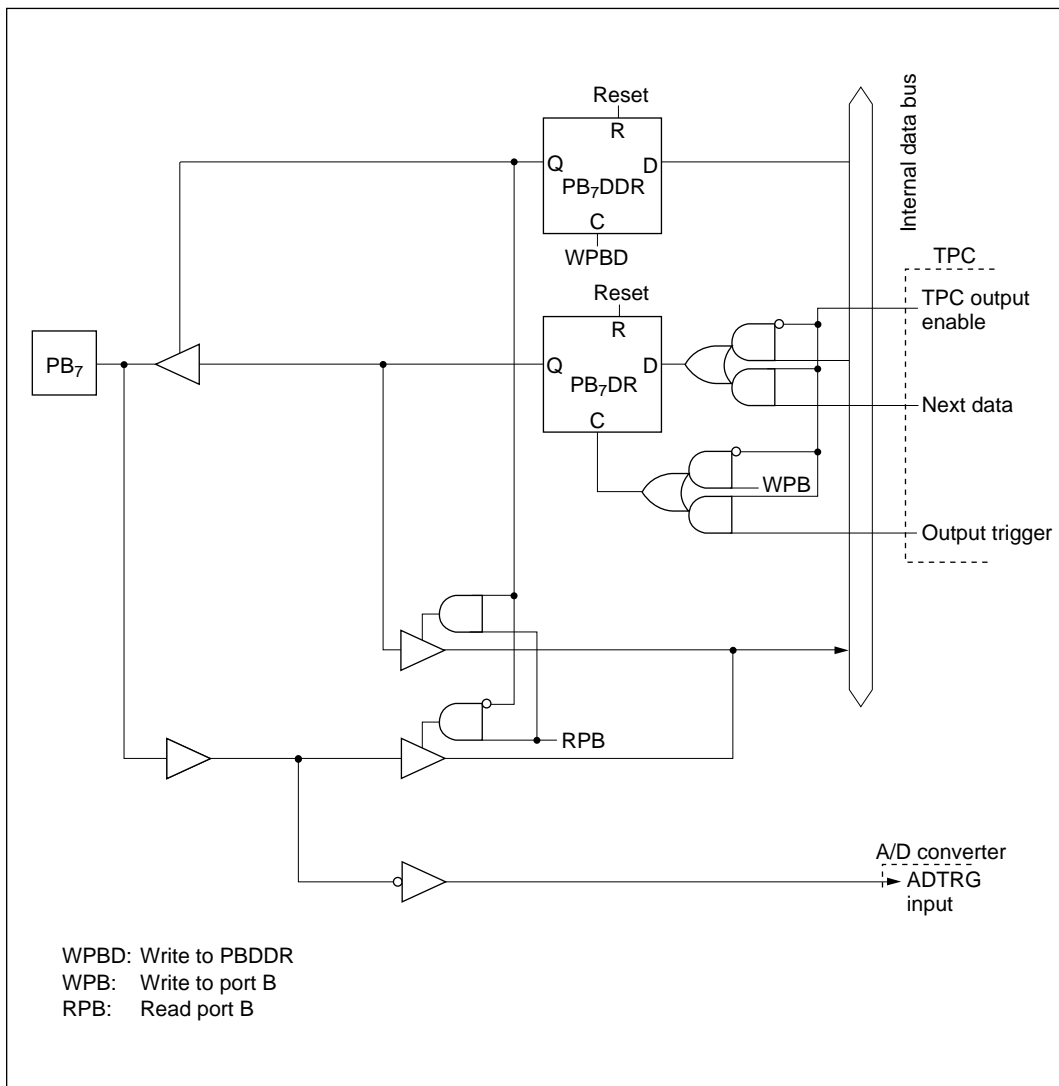 Reset
R
Q
D
PB₇DDR
C
WPBD
Internal data bus
TPC
TPC output
enable
Reset
R
PB₇
Q
D
PB₇DR
C
Next data
WPB
Output trigger
RPB
A/D converter
ADTRG
input
WPBD: Write to PBDDR
WPB: Write to port B
RPB: Read port B